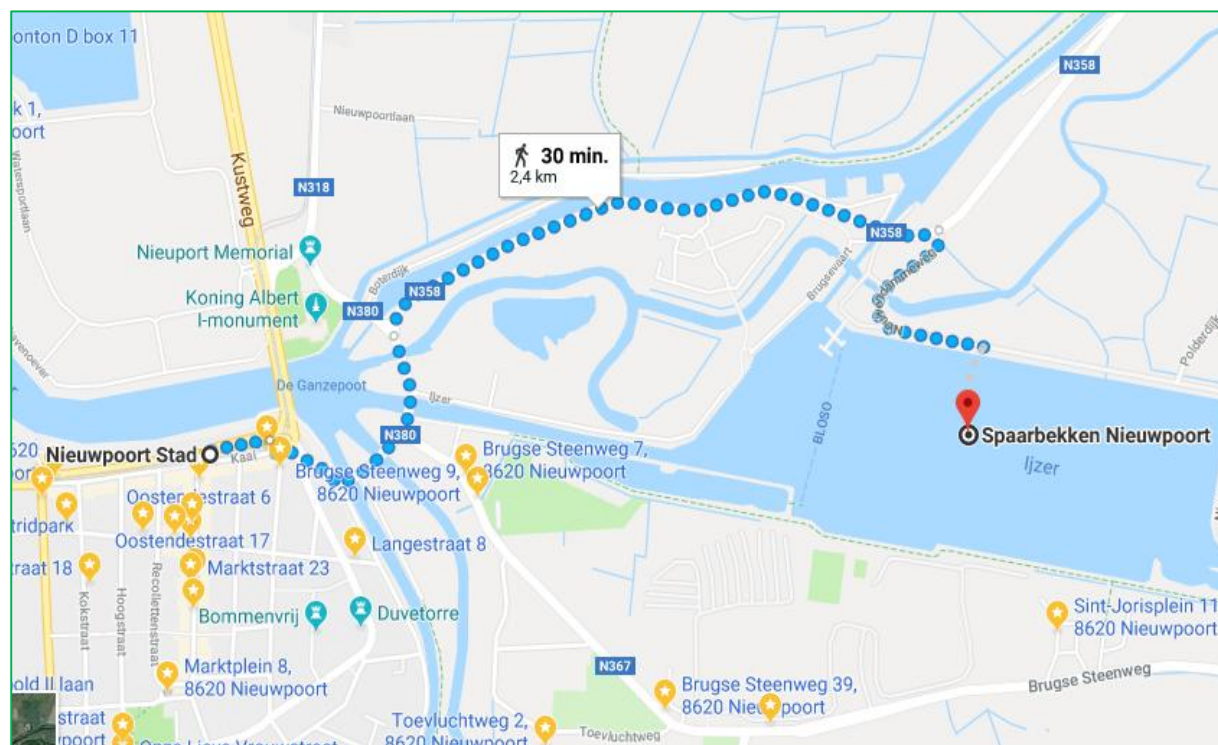 onton D box 11
k 1,
oort
Watersportlaan
Kustweg
N318
Nieuwpoortlaan
30 min.
2,4 km
N358
Nieuport Memorial
Koning Albert
I-monument
Boterdijk
N380
N358
N358
Brugsevaart
De Ganzepoot
Ijzer
BLOSO
Polderdijk
Nieuwpoort Stad
Kaai
N380
Brugse Steenweg 7,
8620 Nieuwpoort
Brugse Steenweg 9,
8620 Nieuwpoort
Spaarbekken Nieuwpoort
Ijzer
Oostendestraat 6
Oostendestraat 17
Langestraat 8
Marktstraat 23
Kokstraat
Hoogstraat
Recollettenstraat
Bommenvrij
Duvetorre
Sint-Jorisplein 11
8620 Nieuwpoort
Marktplein 8,
8620 Nieuwpoort
N367
Brugse Steenweg
Brugse Steenweg 39,
8620 Nieuwpoort
Toevluchtweg 2,
8620 Nieuwpoort
Toevluchtweg